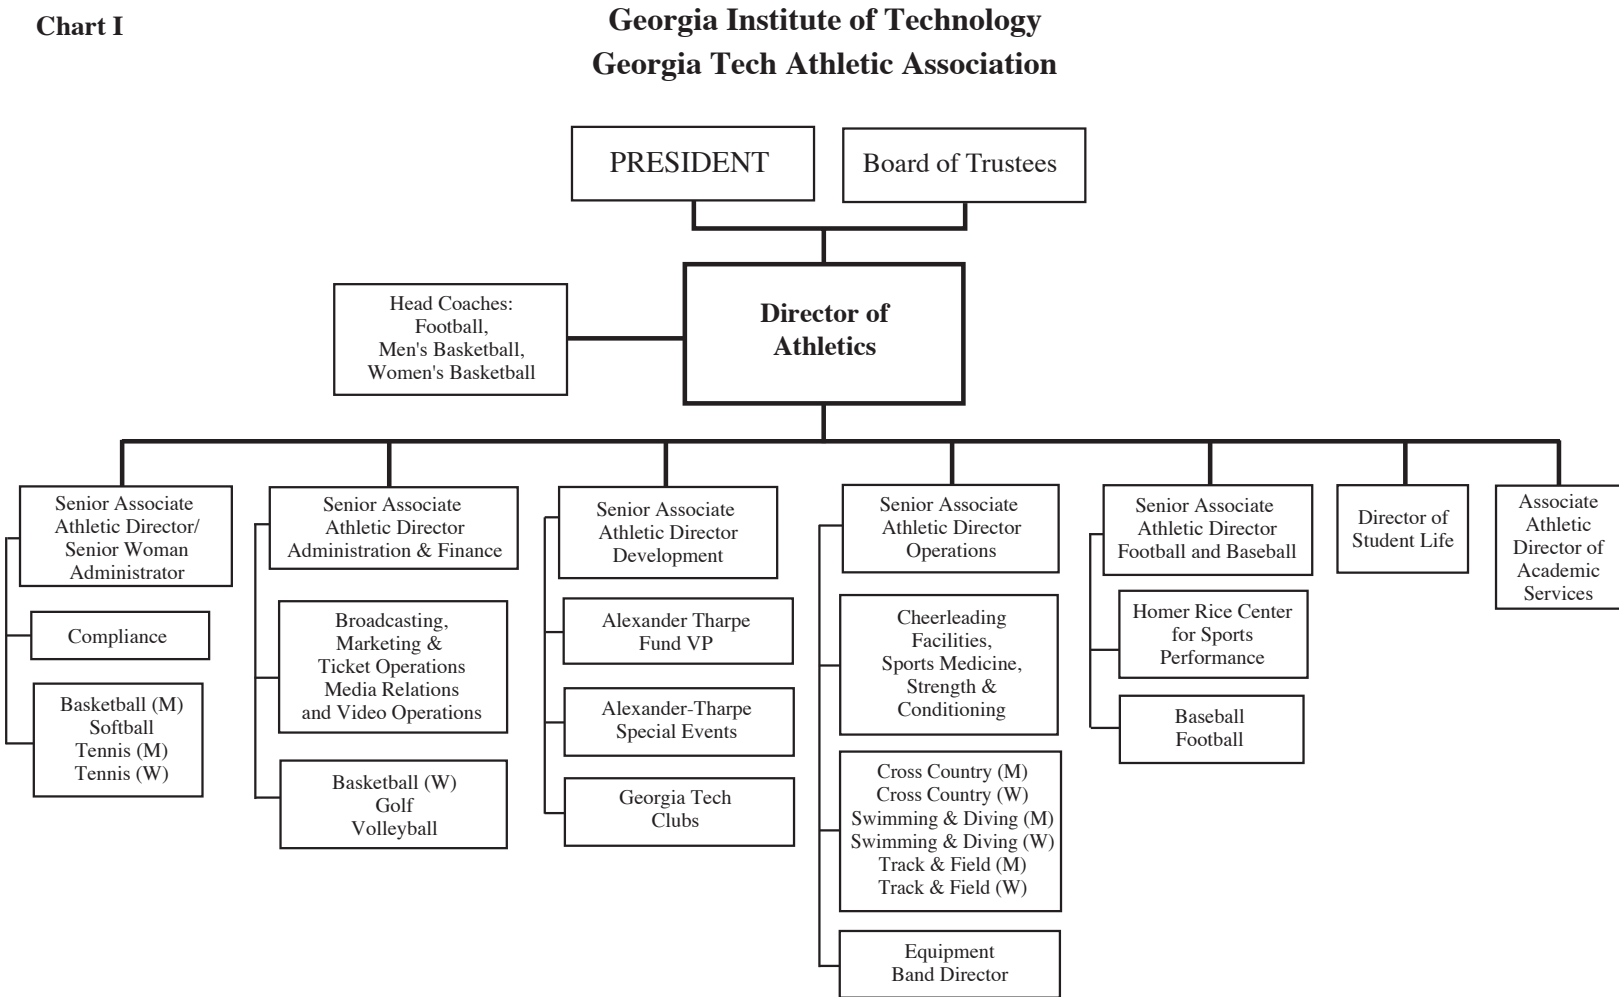 Chart I
Georgia Institute of Technology
Georgia Tech Athletic Association
PRESIDENT
Board of Trustees
Head Coaches:
Football,
Men's Basketball,
Women's Basketball
Director of
Athletics
Senior Associate
Athletic Director/
Senior Woman
Administrator
Compliance
Basketball (M)
Softball
Tennis (M)
Tennis (W)
Senior Associate
Athletic Director
Administration & Finance
Broadcasting,
Marketing &
Ticket Operations
Media Relations
and Video Operations
Basketball (W)
Golf
Volleyball
Senior Associate
Athletic Director
Development
Alexander Tharpe
Fund VP
Alexander-Tharpe
Special Events
Georgia Tech
Clubs
Senior Associate
Athletic Director
Operations
Cheerleading
Facilities,
Sports Medicine,
Strength &
Conditioning
Cross Country (M)
Cross Country (W)
Swimming & Diving (M)
Swimming & Diving (W)
Track & Field (M)
Track & Field (W)
Equipment
Band Director
Senior Associate
Athletic Director
Football and Baseball
Homer Rice Center
for Sports
Performance
Baseball
Football
Director of
Student Life
Associate
Athletic
Director of
Academic
Services